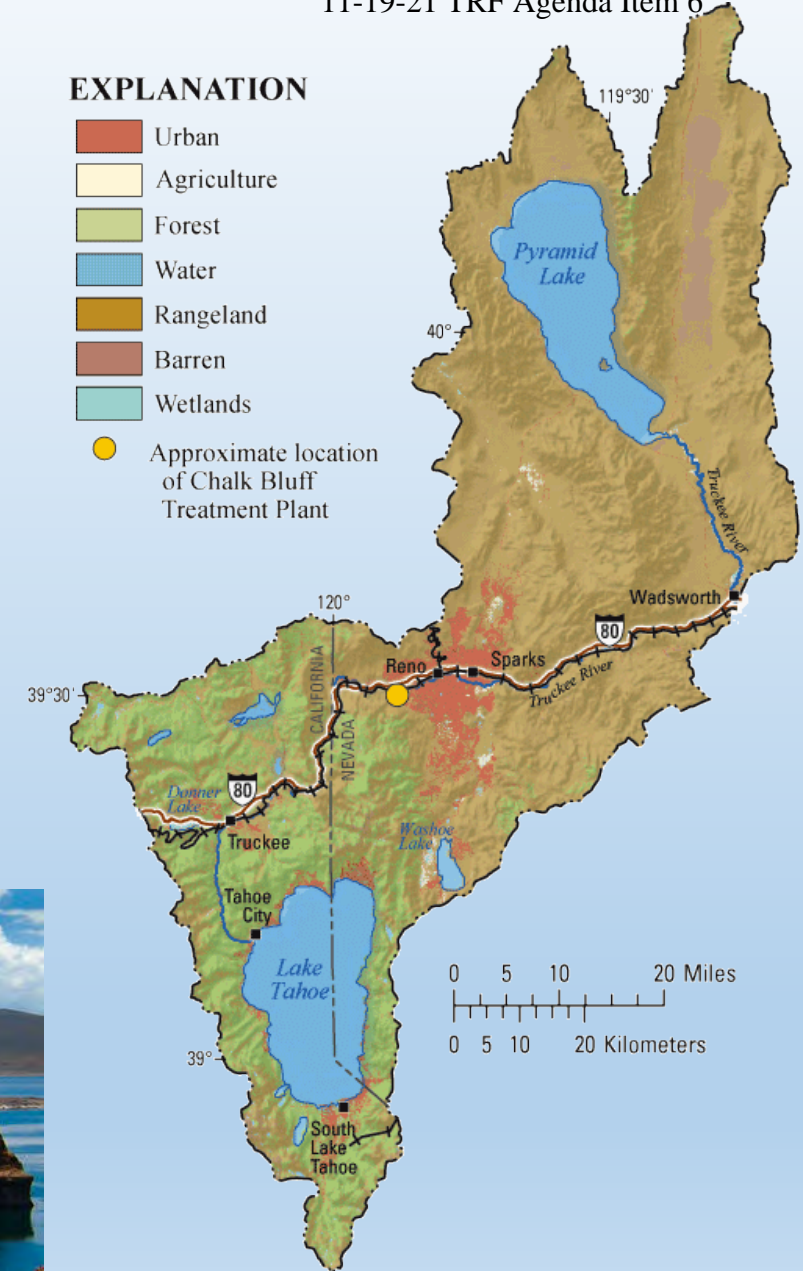 11-19-21 TRF Agenda Item 6
EXPLANATION
Urban
Agriculture
Forest
Water
Rangeland
Barren
Wetlands
Approximate location
of Chalk Bluff
Treatment Plant
119°30'
Pyramid
Lake
40°
Truckee River
Wadsworth
120°
80
Reno
Sparks
Truckee River
39°30'
CALIFORNIA
NEVADA
Donner
Lake
80
Truckee
Washoe
Lake
Tahoe
City
Lake
Tahoe
0 5 10 20 Miles
0 5 10 20 Kilometers
39°
South
Lake
Tahoe